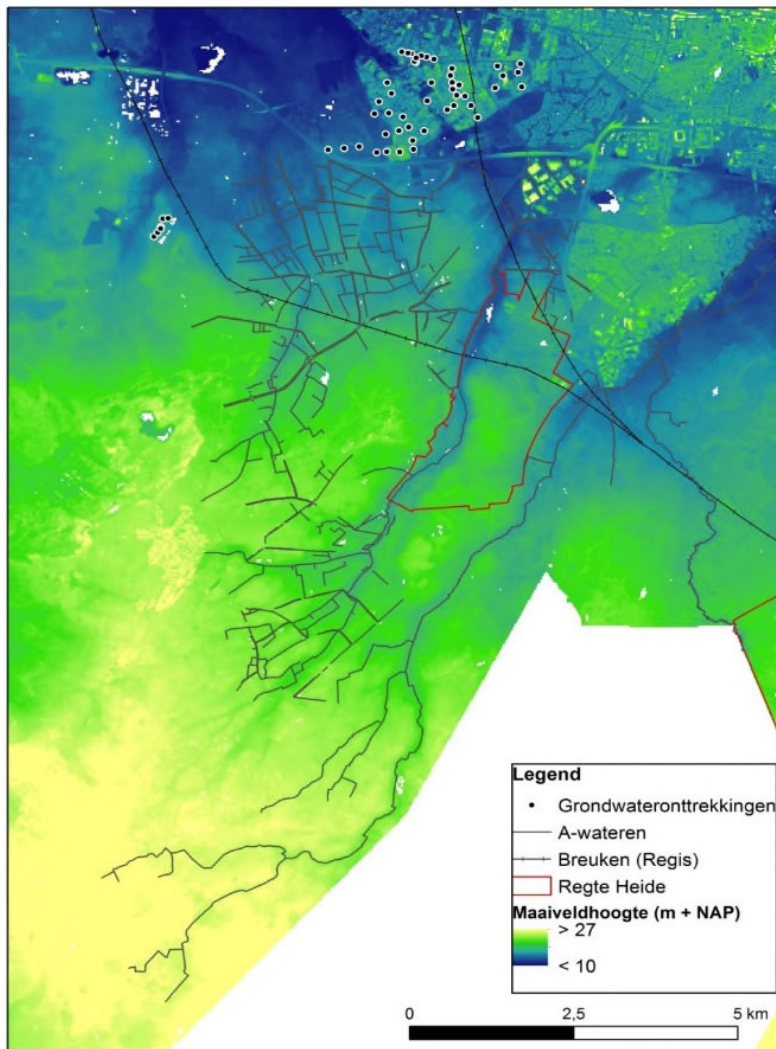 Legend
Grondwateronttrekkingen
A-wateren
Breuken (Regis)
Regte Heide
Maaiveldhoogte (m + NAP)
> 27
< 10
0 2,5 5 km